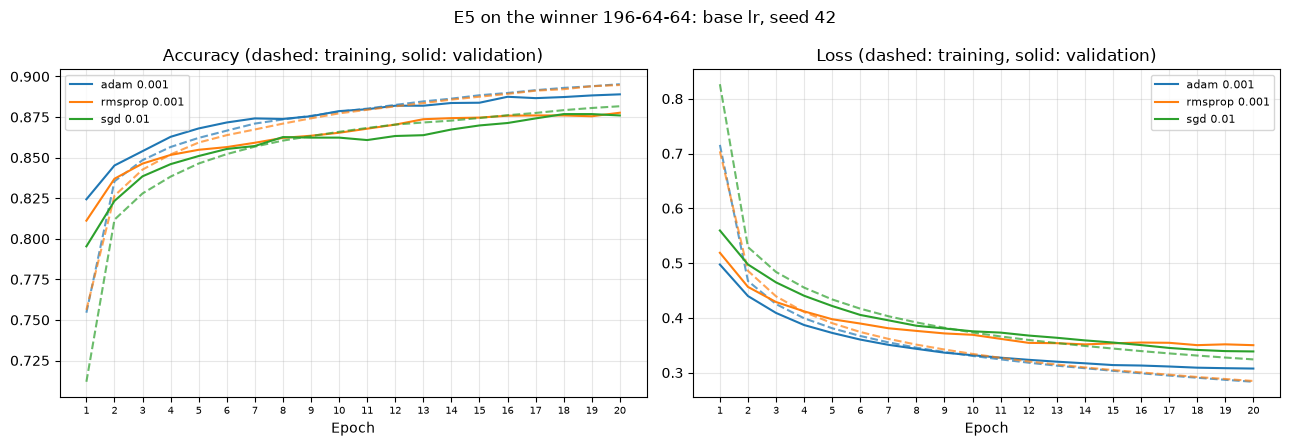 E5 on the winner 196-64-64: base lr, seed 42
Accuracy (dashed: training, solid: validation)
0.900
0.875
0.850
0.825
0.800
0.775
0.750
0.725
adam 0.001
rmsprop 0.001
sgd 0.01
1 2 3 4 5 6 7 8 9 10 11 12 13 14 15 16 17 18 19 20
Epoch
Loss (dashed: training, solid: validation)
0.8
0.7
0.6
0.5
0.4
0.3
adam 0.001
rmsprop 0.001
sgd 0.01
1 2 3 4 5 6 7 8 9 10 11 12 13 14 15 16 17 18 19 20
Epoch